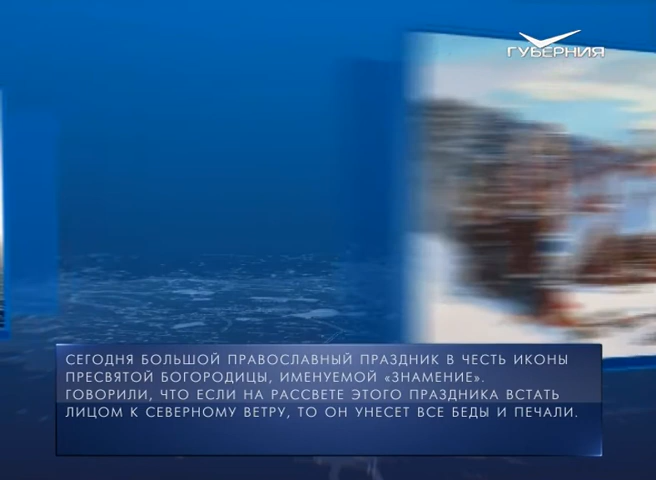 ГУБЕРНИЯ
СЕГОДНЯ БОЛЬШОЙ ПРАВОСЛАВНЫЙ ПРАЗДНИК В ЧЕСТЬ ИКОНЫ
ПРЕСВЯТОЙ БОГОРОДИЦЫ, ИМЕНУЕМОЙ «ЗНАМЕНИЕ».
ГОВОРИЛИ, ЧТО ЕСЛИ НА РАССВЕТЕ ЭТОГО ПРАЗДНИКА ВСТАТЬ
ЛИЦОМ К СЕВЕРНОМУ ВЕТРУ, ТО ОН УНЕСЕТ ВСЕ БЕДЫ И ПЕЧАЛИ.